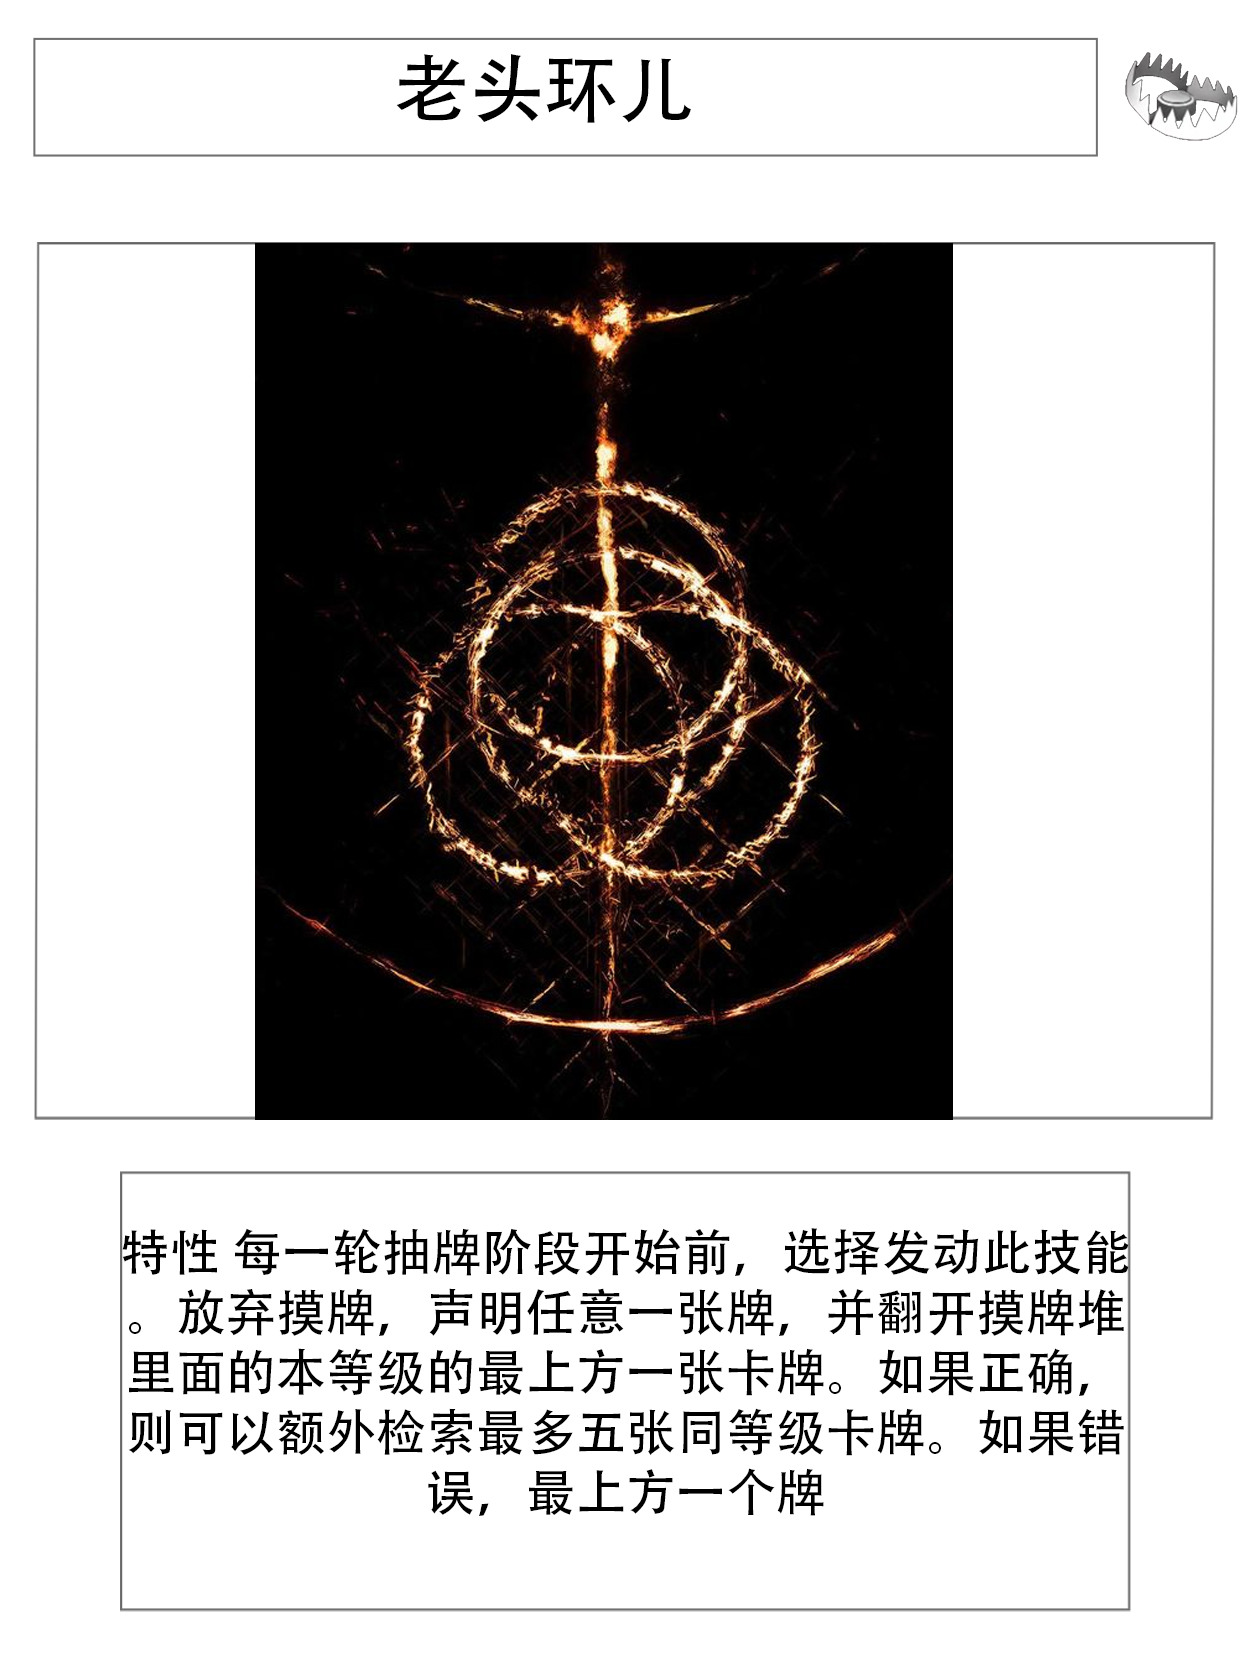 老头环儿
特性 每一轮抽牌阶段开始前，选择发动此技能
。放弃摸牌，声明任意一张牌，并翻开摸牌堆
里面的本等级的最上方一张卡牌。如果正确，
则可以额外检索最多五张同等级卡牌。如果错
误，最上方一个牌